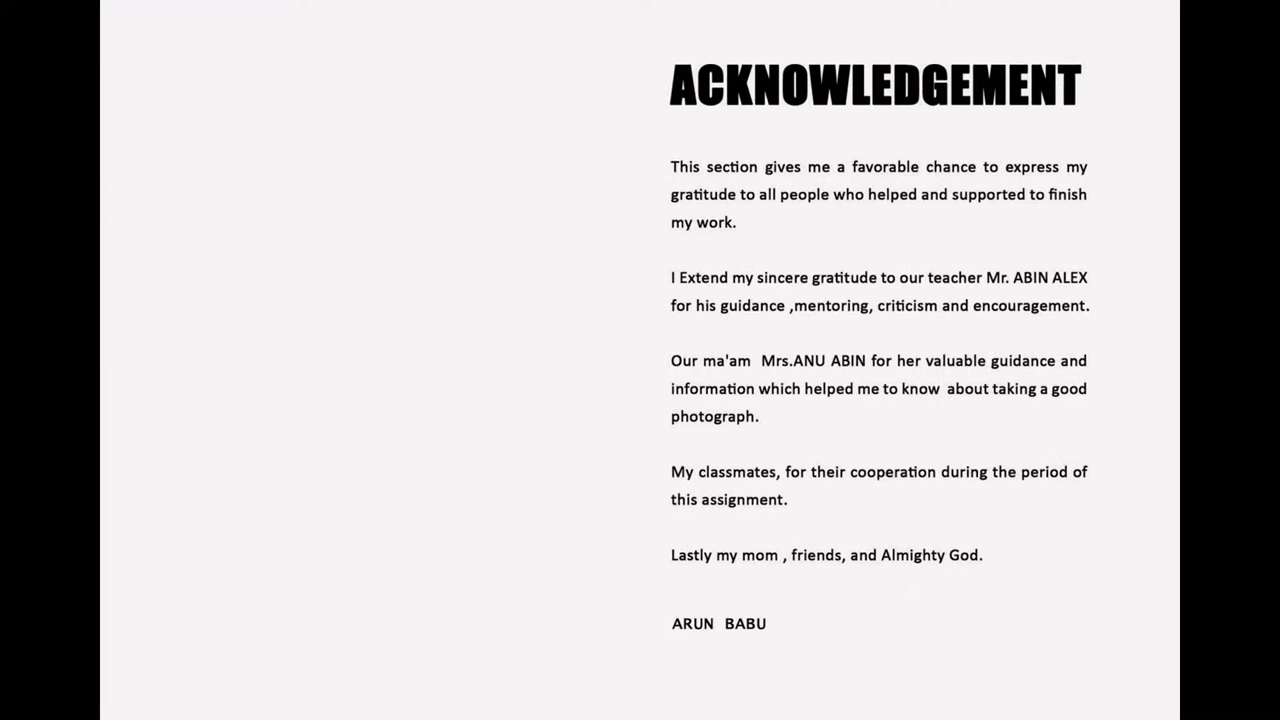 ACKNOWLEDGEMENT
This section gives me a favorable chance to express my
gratitude to all people who helped and supported to finish
my work.
I Extend my sincere gratitude to our teacher Mr. ABIN ALEX
for his guidance ,mentoring, criticism and encouragement.
Our ma'am  Mrs.ANU ABIN for her valuable guidance and
information which helped me to know  about taking a good
photograph.
My classmates, for their cooperation during the period of
this assignment.
Lastly my mom , friends, and Almighty God.
ARUN  BABU